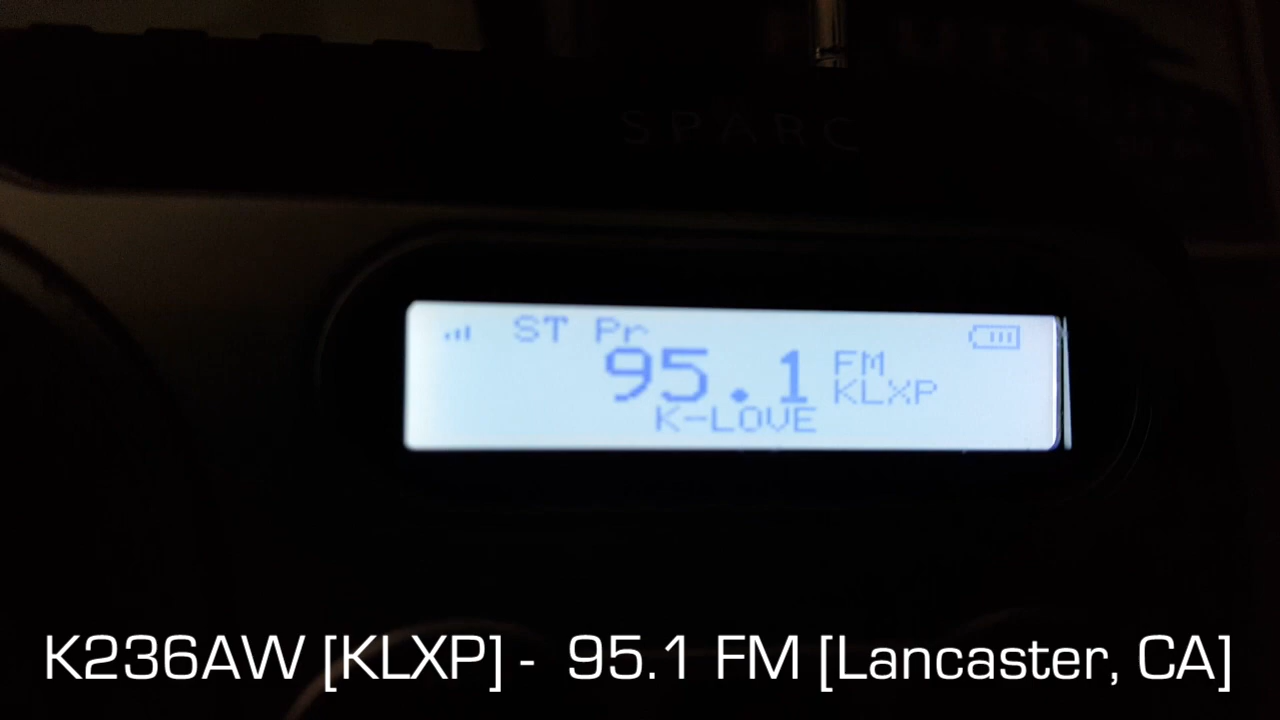 SPARC
ST Pr
95.1 FM
KLXP
K-LOVE
K236AW [KLXP] - 95.1 FM [Lancaster, CA]